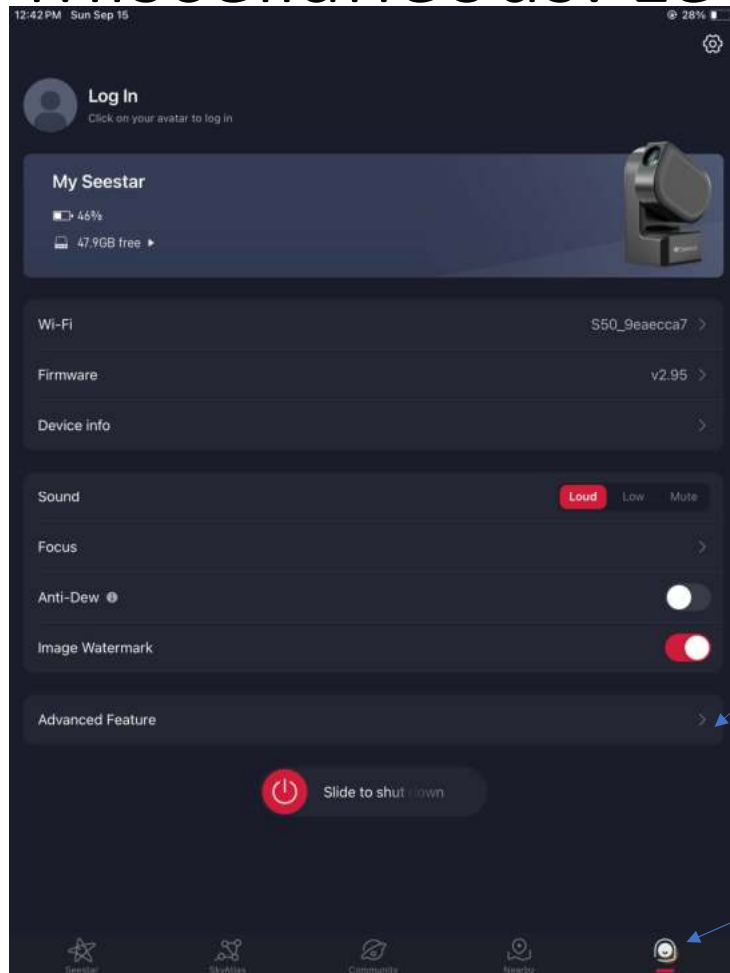 12:42 PM Sun Sep 15
28%
Log In
Click on your avatar to log in
My Seestar
46%
47.9GB free
Wi-Fi S50_9eaecca7
Firmware v2.95
Device info
Sound Loud Low Mute
Focus
Anti-Dew
Image Watermark
Advanced Feature
Slide to shut down
Seestar SkyAtlas Community Nearby